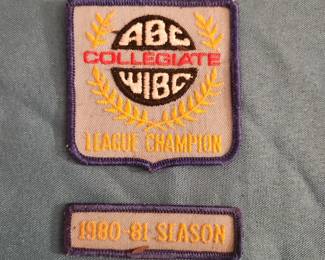 ABC
COLLEGIATE
WIBC
LEAGUE CHAMPION
1980-81 SEASON